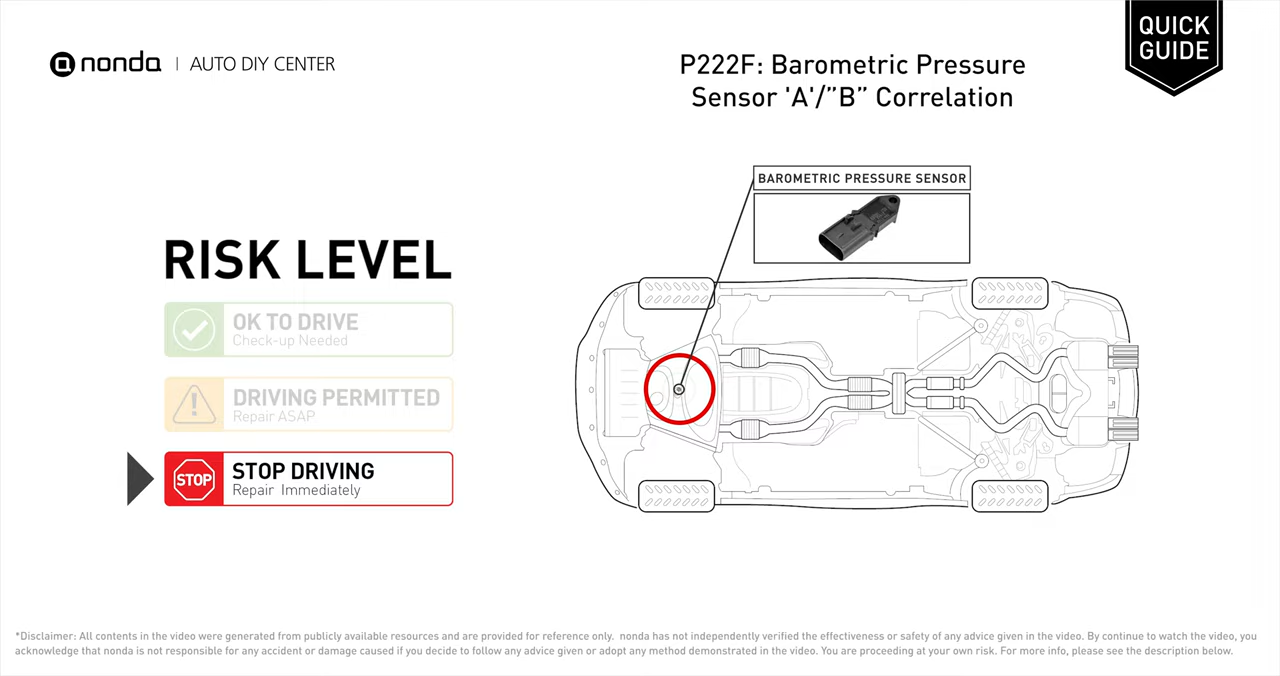 nonda | AUTO DIY CENTER
P222F: Barometric Pressure
Sensor 'A'/”B” Correlation
QUICK
GUIDE
BAROMETRIC PRESSURE SENSOR
RISK LEVEL
OK TO DRIVE
Check-up Needed
DRIVING PERMITTED
Repair ASAP
STOP
STOP DRIVING
Repair Immediately
*Disclaimer: All contents in the video were generated from publicly available resources and are provided for reference only. nonda has not independently verified the effectiveness or safety of any advice given in the video. By continue to watch the video, you
acknowledge that nonda is not responsible for any accident or damage caused if you decide to follow any advice given or adopt any method demonstrated in the video. You are proceeding at your own risk. For more info, please see the description below.